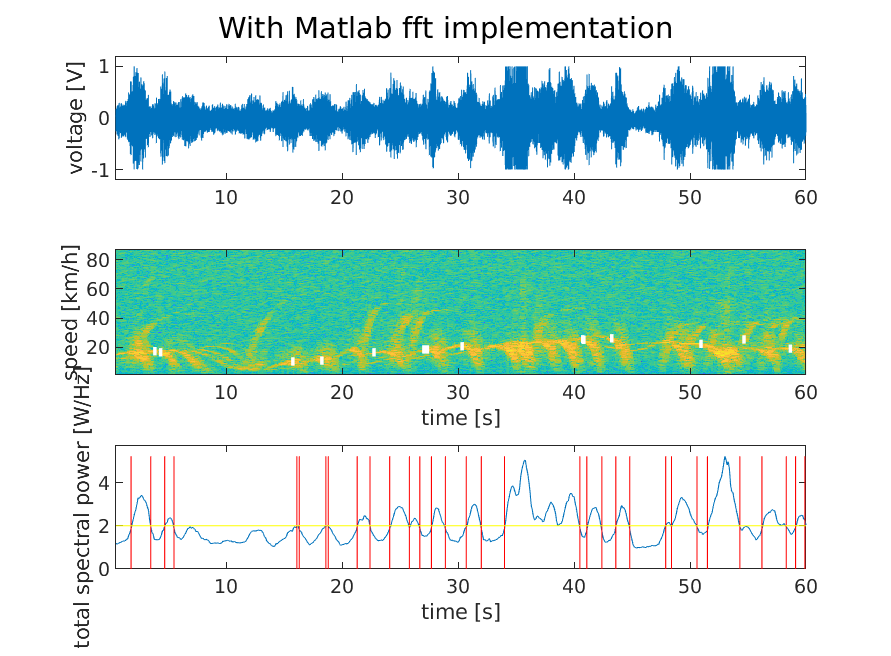 With Matlab fft implementation
voltage [V]
1
0
-1
10 20 30 40 50 60
speed [km/h]
80
60
40
20
10 20 30 40 50 60
time [s]
total spectral power [W/Hz]
4
2
0
10 20 30 40 50 60
time [s]